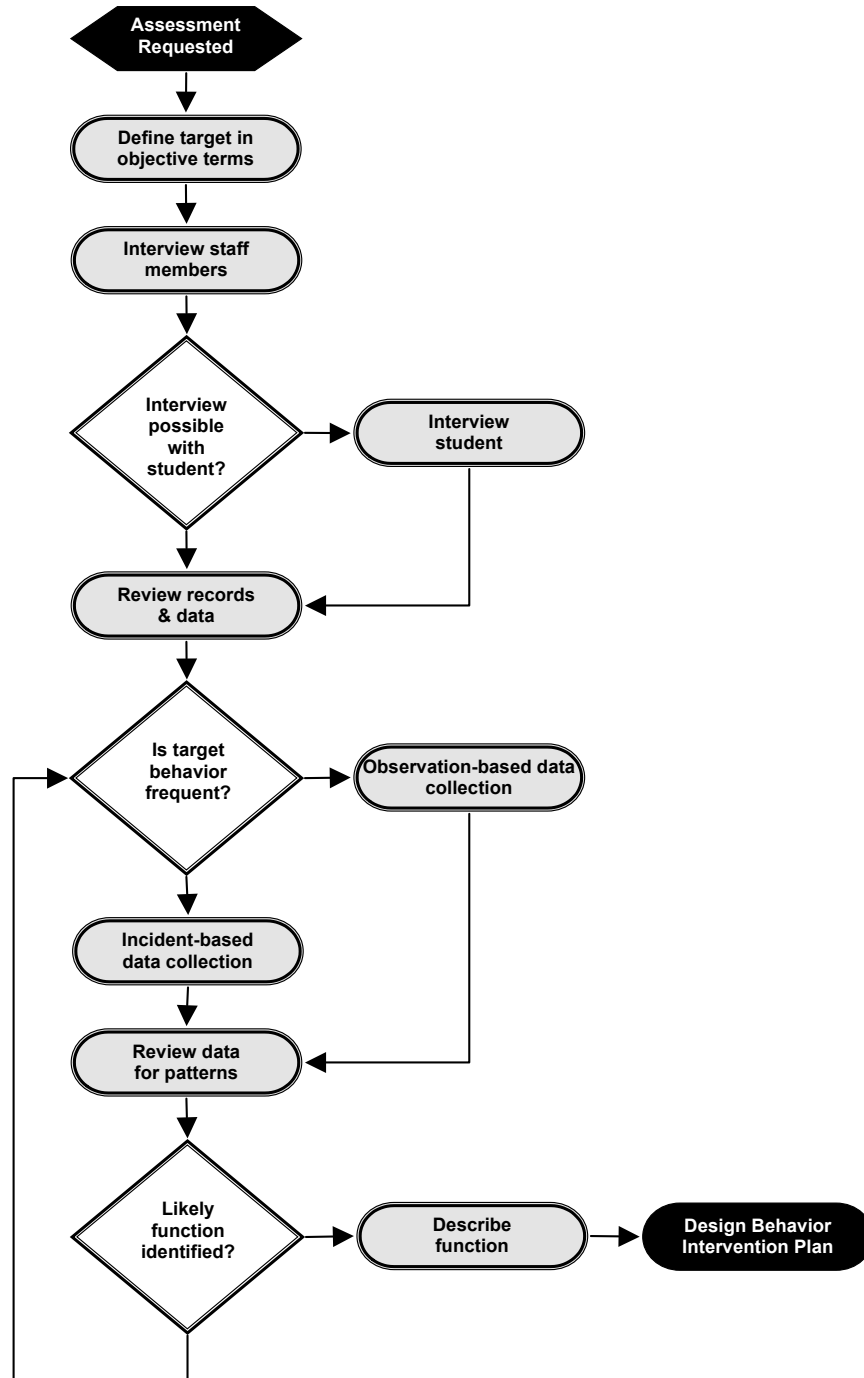 Assessment
Requested
Define target in
objective terms
Interview staff
members
Interview
possible
with
student?
Interview
student
Review records
& data
Is target
behavior
frequent?
Observation-based data
collection
Incident-based
data collection
Review data
for patterns
Likely
function
identified?
Describe
function
Design Behavior
Intervention Plan